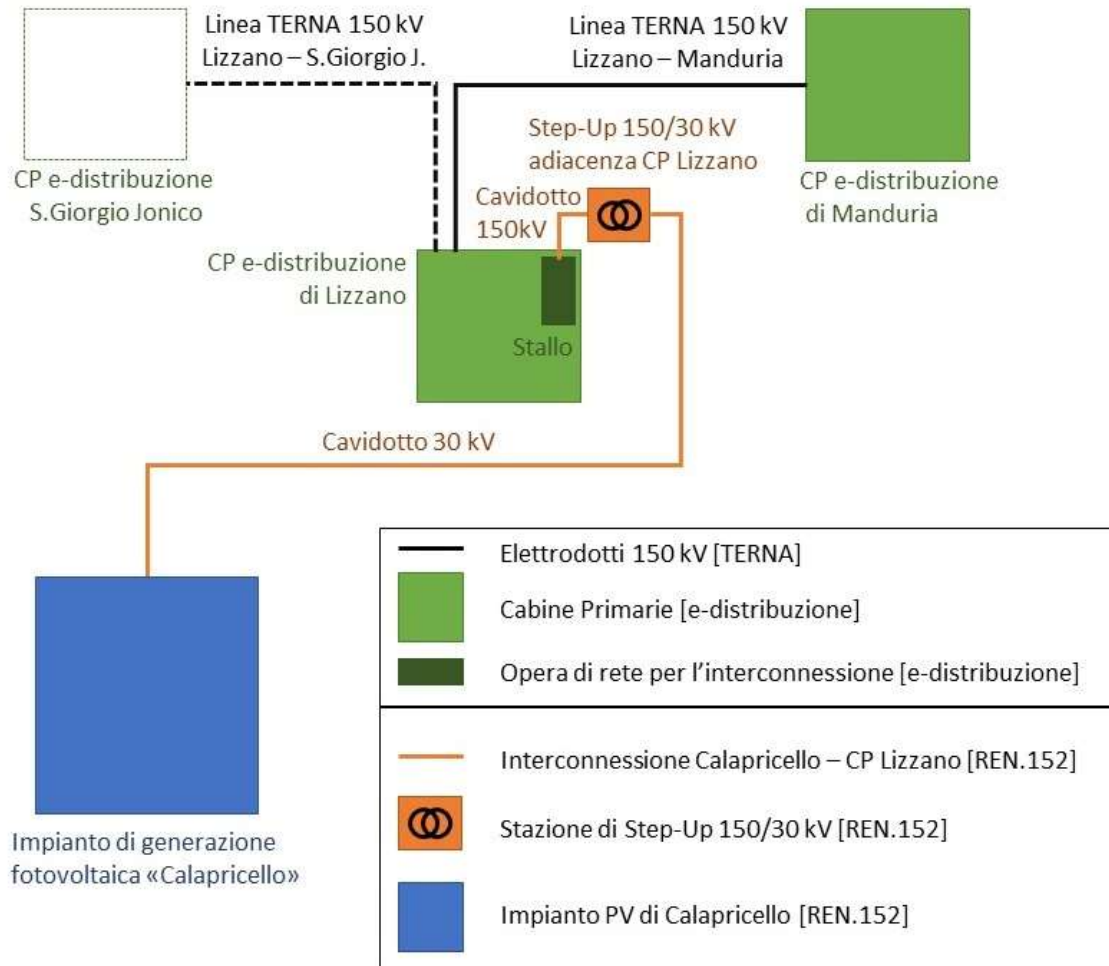 Linea TERNA 150 kV
Lizzano – S.Giorgio J.
Linea TERNA 150 kV
Lizzano – Manduria
Step-Up 150/30 kV
adiacenza CP Lizzano
CP e-distribuzione
S.Giorgio Jonico
Cavidotto
150kV
CP e-distribuzione
di Manduria
CP e-distribuzione
di Lizzano
Stallo
Cavidotto 30 kV
Elettrodotti 150 kV [TERNA]
Cabine Primarie [e-distribuzione]
Opera di rete per l’interconnessione [e-distribuzione]
Interconnessione Calapricello – CP Lizzano [REN.152]
Stazione di Step-Up 150/30 kV [REN.152]
Impianto PV di Calapricello [REN.152]
Impianto di generazione
fotovoltaica «Calapricello»